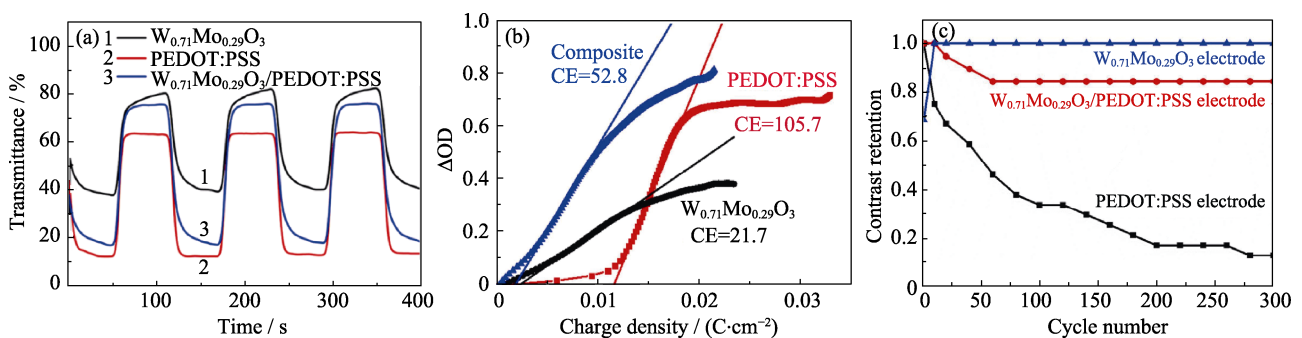 (a)
1 W0.71Mo0.29O3
2 PEDOT:PSS
3 W0.71Mo0.29O3/PEDOT:PSS
100
80
60
40
20
0
1
3
2
100
200
300
400
Transmittance / %
Time / s
(b)
1.0
0.8
0.6
0.4
0.2
0
Composite
CE=52.8
PEDOT:PSS
CE=105.7
W0.71Mo0.29O3
CE=21.7
0
0.01
0.02
0.03
ΔOD
Charge density / (C·cm–2)
(c)
1.0
0.8
0.6
0.4
0.2
0
W0.71Mo0.29O3 electrode
W0.71Mo0.29O3/PEDOT:PSS electrode
PEDOT:PSS electrode
0
50
100
150
200
250
300
Contrast retention
Cycle number